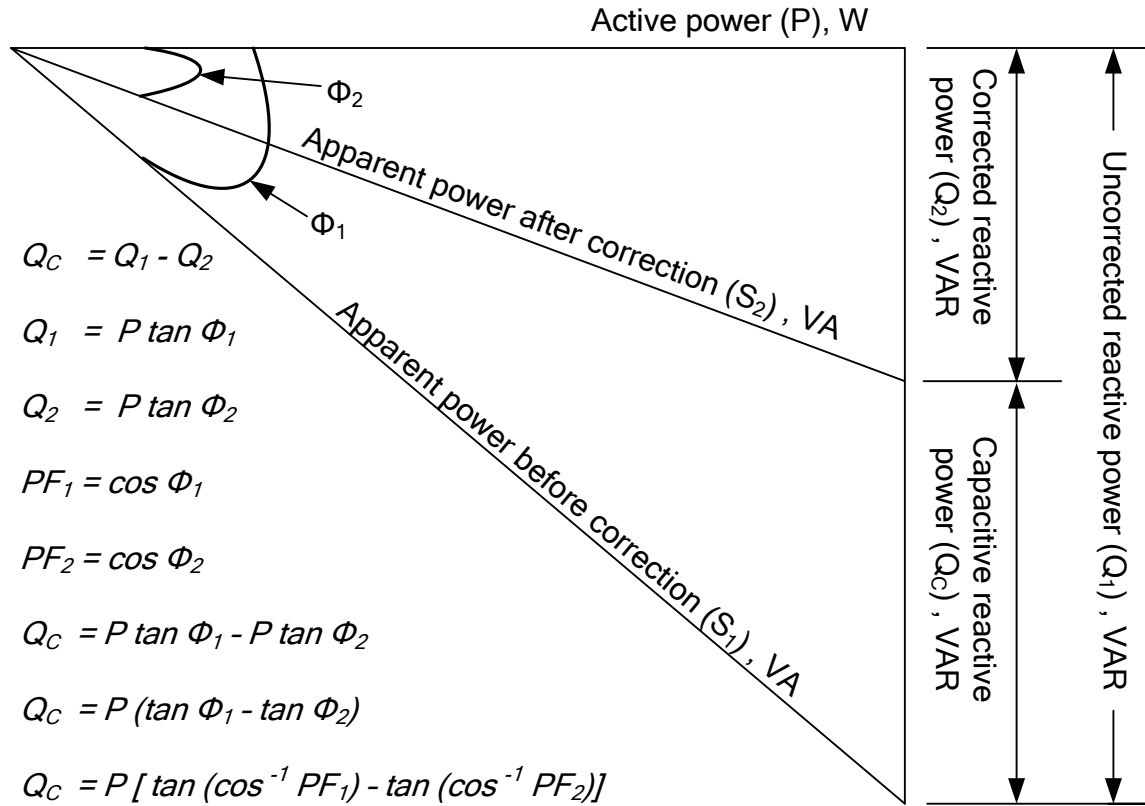 Active power (P), W
Φ2
Φ1
Apparent power after correction (S2) , VA
Apparent power before correction (S1) , VA
Corrected reactive
power (Q2) , VAR
Capacitive reactive
power (QC) , VAR
Uncorrected reactive power (Q1) , VAR
QC = Q1 - Q2
Q1 = P tan Φ1
Q2 = P tan Φ2
PF1 = cos Φ1
PF2 = cos Φ2
QC = P tan Φ1 - P tan Φ2
QC = P (tan Φ1 - tan Φ2)
QC = P [ tan (cos -1 PF1) - tan (cos -1 PF2)]